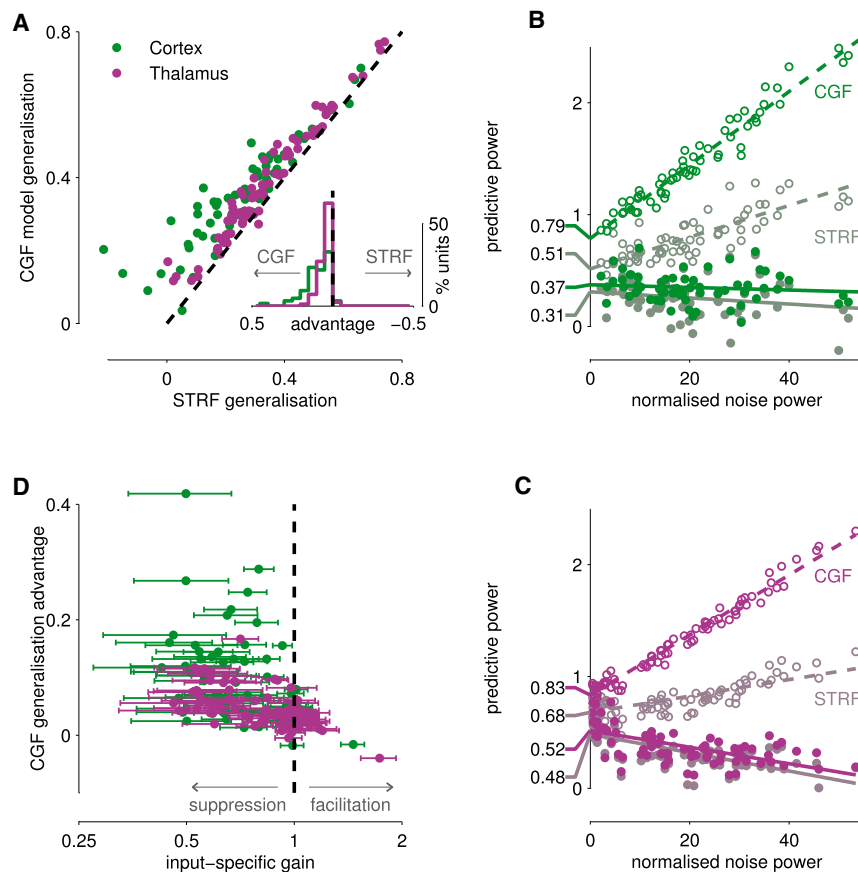 A
CGF model generalisation
0.8
0.4
0
Cortex
Thalamus
CGF
STRF
50
0
% units
0.5
advantage
−0.5
0
0.4
0.8
STRF generalisation
B
predictive power
2
1
0
CGF
STRF
0.79
0.51
0.37
0.31
0
20
40
normalised noise power
D
CGF generalisation advantage
0.4
0.2
0
suppression
facilitation
0.25
0.5
1
2
input−specific gain
C
predictive power
2
1
0
CGF
STRF
0.83
0.68
0.52
0.48
0
20
40
normalised noise power